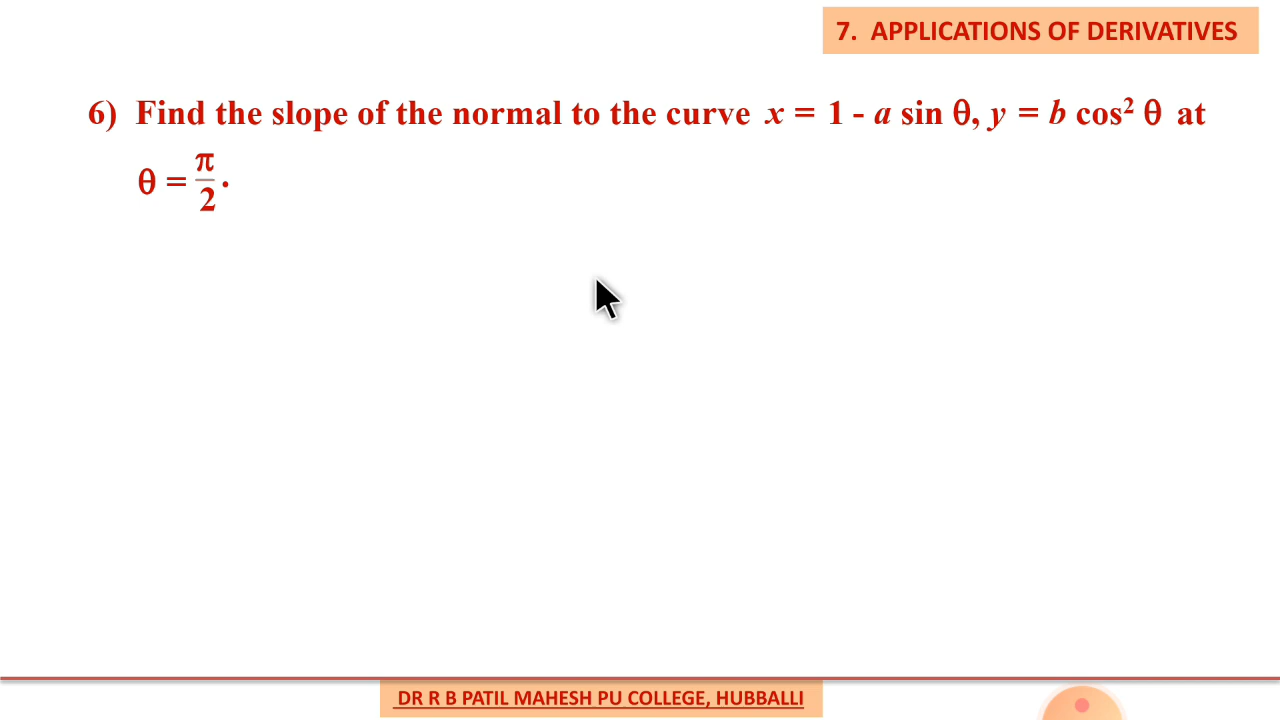 7. APPLICATIONS OF DERIVATIVES
6) Find the slope of the normal to the curve x = 1 - a sin θ, y = b cos² θ at
θ = π/2.
DR R B PATIL MAHESH PU COLLEGE, HUBBALLI